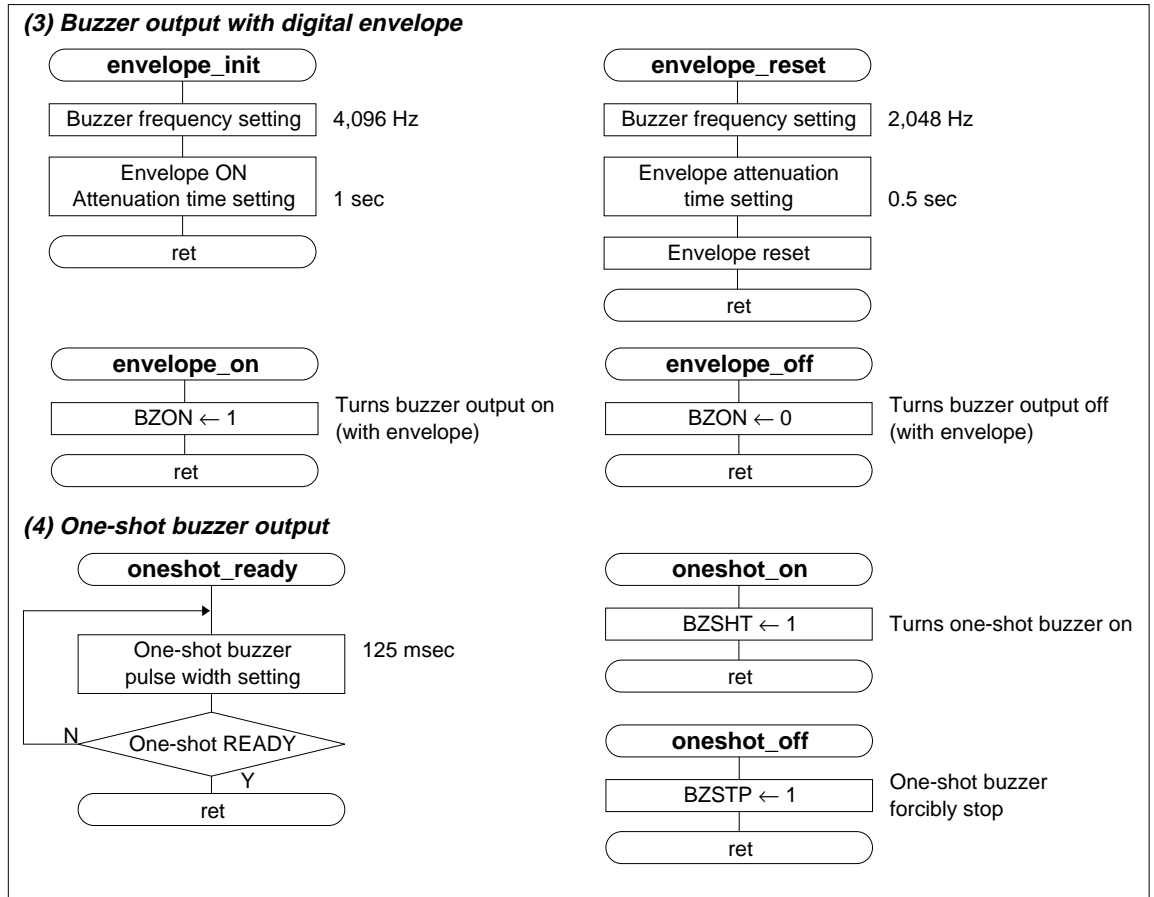 (3) Buzzer output with digital envelope
envelope_init
Buzzer frequency setting
4,096 Hz
Envelope ON
Attenuation time setting
1 sec
ret
envelope_reset
Buzzer frequency setting
2,048 Hz
Envelope attenuation
time setting
0.5 sec
Envelope reset
ret
envelope_on
BZON ← 1
Turns buzzer output on
(with envelope)
ret
envelope_off
BZON ← 0
Turns buzzer output off
(with envelope)
ret
(4) One-shot buzzer output
oneshot_ready
One-shot buzzer
pulse width setting
125 msec
N
One-shot READY
Y
ret
oneshot_on
BZSHT ← 1
Turns one-shot buzzer on
ret
oneshot_off
BZSTP ← 1
One-shot buzzer
forcibly stop
ret